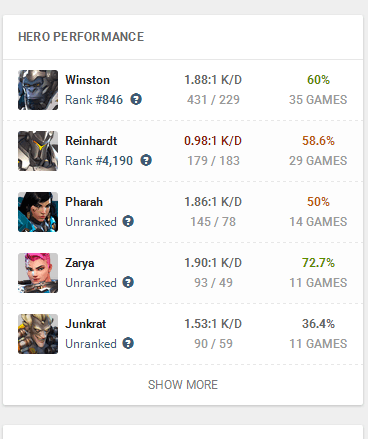 HERO PERFORMANCE
Winston 1.88:1 K/D 60%
Rank #846 ? 431 / 229 35 GAMES
Reinhardt 0.98:1 K/D 58.6%
Rank #4,190 ? 179 / 183 29 GAMES
Pharah 1.86:1 K/D 50%
Unranked ? 145 / 78 14 GAMES
Zarya 1.90:1 K/D 72.7%
Unranked ? 93 / 49 11 GAMES
Junkrat 1.53:1 K/D 36.4%
Unranked ? 90 / 59 11 GAMES
SHOW MORE